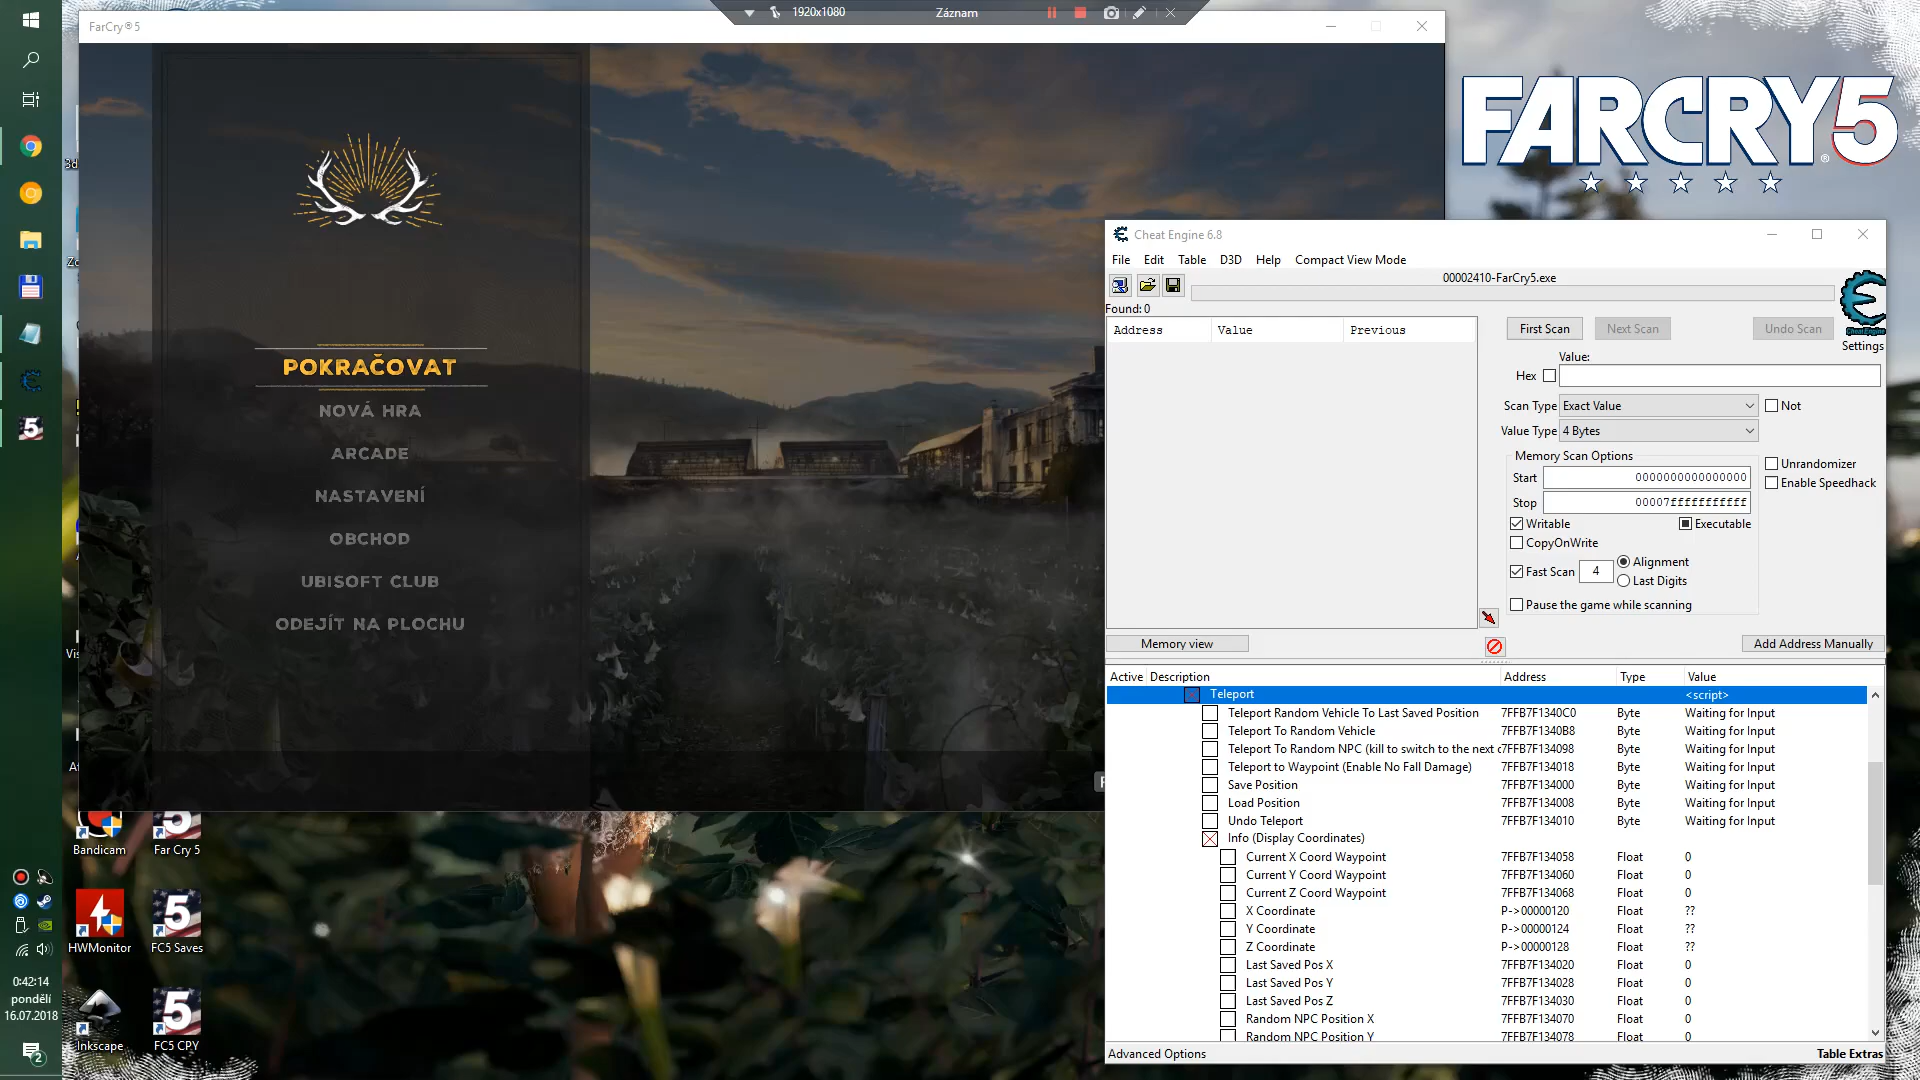 1920x1080
Záznam
FarCry®5
FARCRY5
®
POKRAČOVAT
NOVÁ HRA
ARCADE
NASTAVENÍ
OBCHOD
UBISOFT CLUB
ODEJÍT NA PLOCHU
Cheat Engine 6.8
File Edit Table D3D Help Compact View Mode
00002410-FarCry5.exe
Found: 0
Address Value Previous
First Scan Next Scan Undo Scan
Cheat Engine
Settings
Value:
Hex
Scan Type Exact Value Not
Value Type 4 Bytes
Memory Scan Options
Unrandomizer
Start 0000000000000000
Enable Speedhack
Stop 00007fffffffffff
Writable Executable
CopyOnWrite
Fast Scan 4 Alignment
Last Digits
Pause the game while scanning
Memory view Add Address Manually
Active Description Address Type Value
Teleport <script>
Teleport Random Vehicle To Last Saved Position 7FFB7F1340C0 Byte Waiting for Input
Teleport To Random Vehicle 7FFB7F1340B8 Byte Waiting for Input
Teleport To Random NPC (kill to switch to the next c 7FFB7F134098 Byte Waiting for Input
Teleport to Waypoint (Enable No Fall Damage) 7FFB7F134018 Byte Waiting for Input
Save Position 7FFB7F134000 Byte Waiting for Input
Load Position 7FFB7F134008 Byte Waiting for Input
Undo Teleport 7FFB7F134010 Byte Waiting for Input
Info (Display Coordinates)
Current X Coord Waypoint 7FFB7F134058 Float 0
Current Y Coord Waypoint 7FFB7F134060 Float 0
Current Z Coord Waypoint 7FFB7F134068 Float 0
X Coordinate P->00000120 Float ??
Y Coordinate P->00000124 Float ??
Z Coordinate P->00000128 Float ??
Last Saved Pos X 7FFB7F134020 Float 0
Last Saved Pos Y 7FFB7F134028 Float 0
Last Saved Pos Z 7FFB7F134030 Float 0
Random NPC Position X 7FFB7F134070 Float 0
Random NPC Position Y 7FFB7F134078 Float 0
Advanced Options Table Extras
3d
Zo
Vis
Af
Bandicam
Far Cry 5
HWMonitor
FC5 Saves
Inkscape
FC5 CPY
0:42:14
pondělí
16.07.2018
2